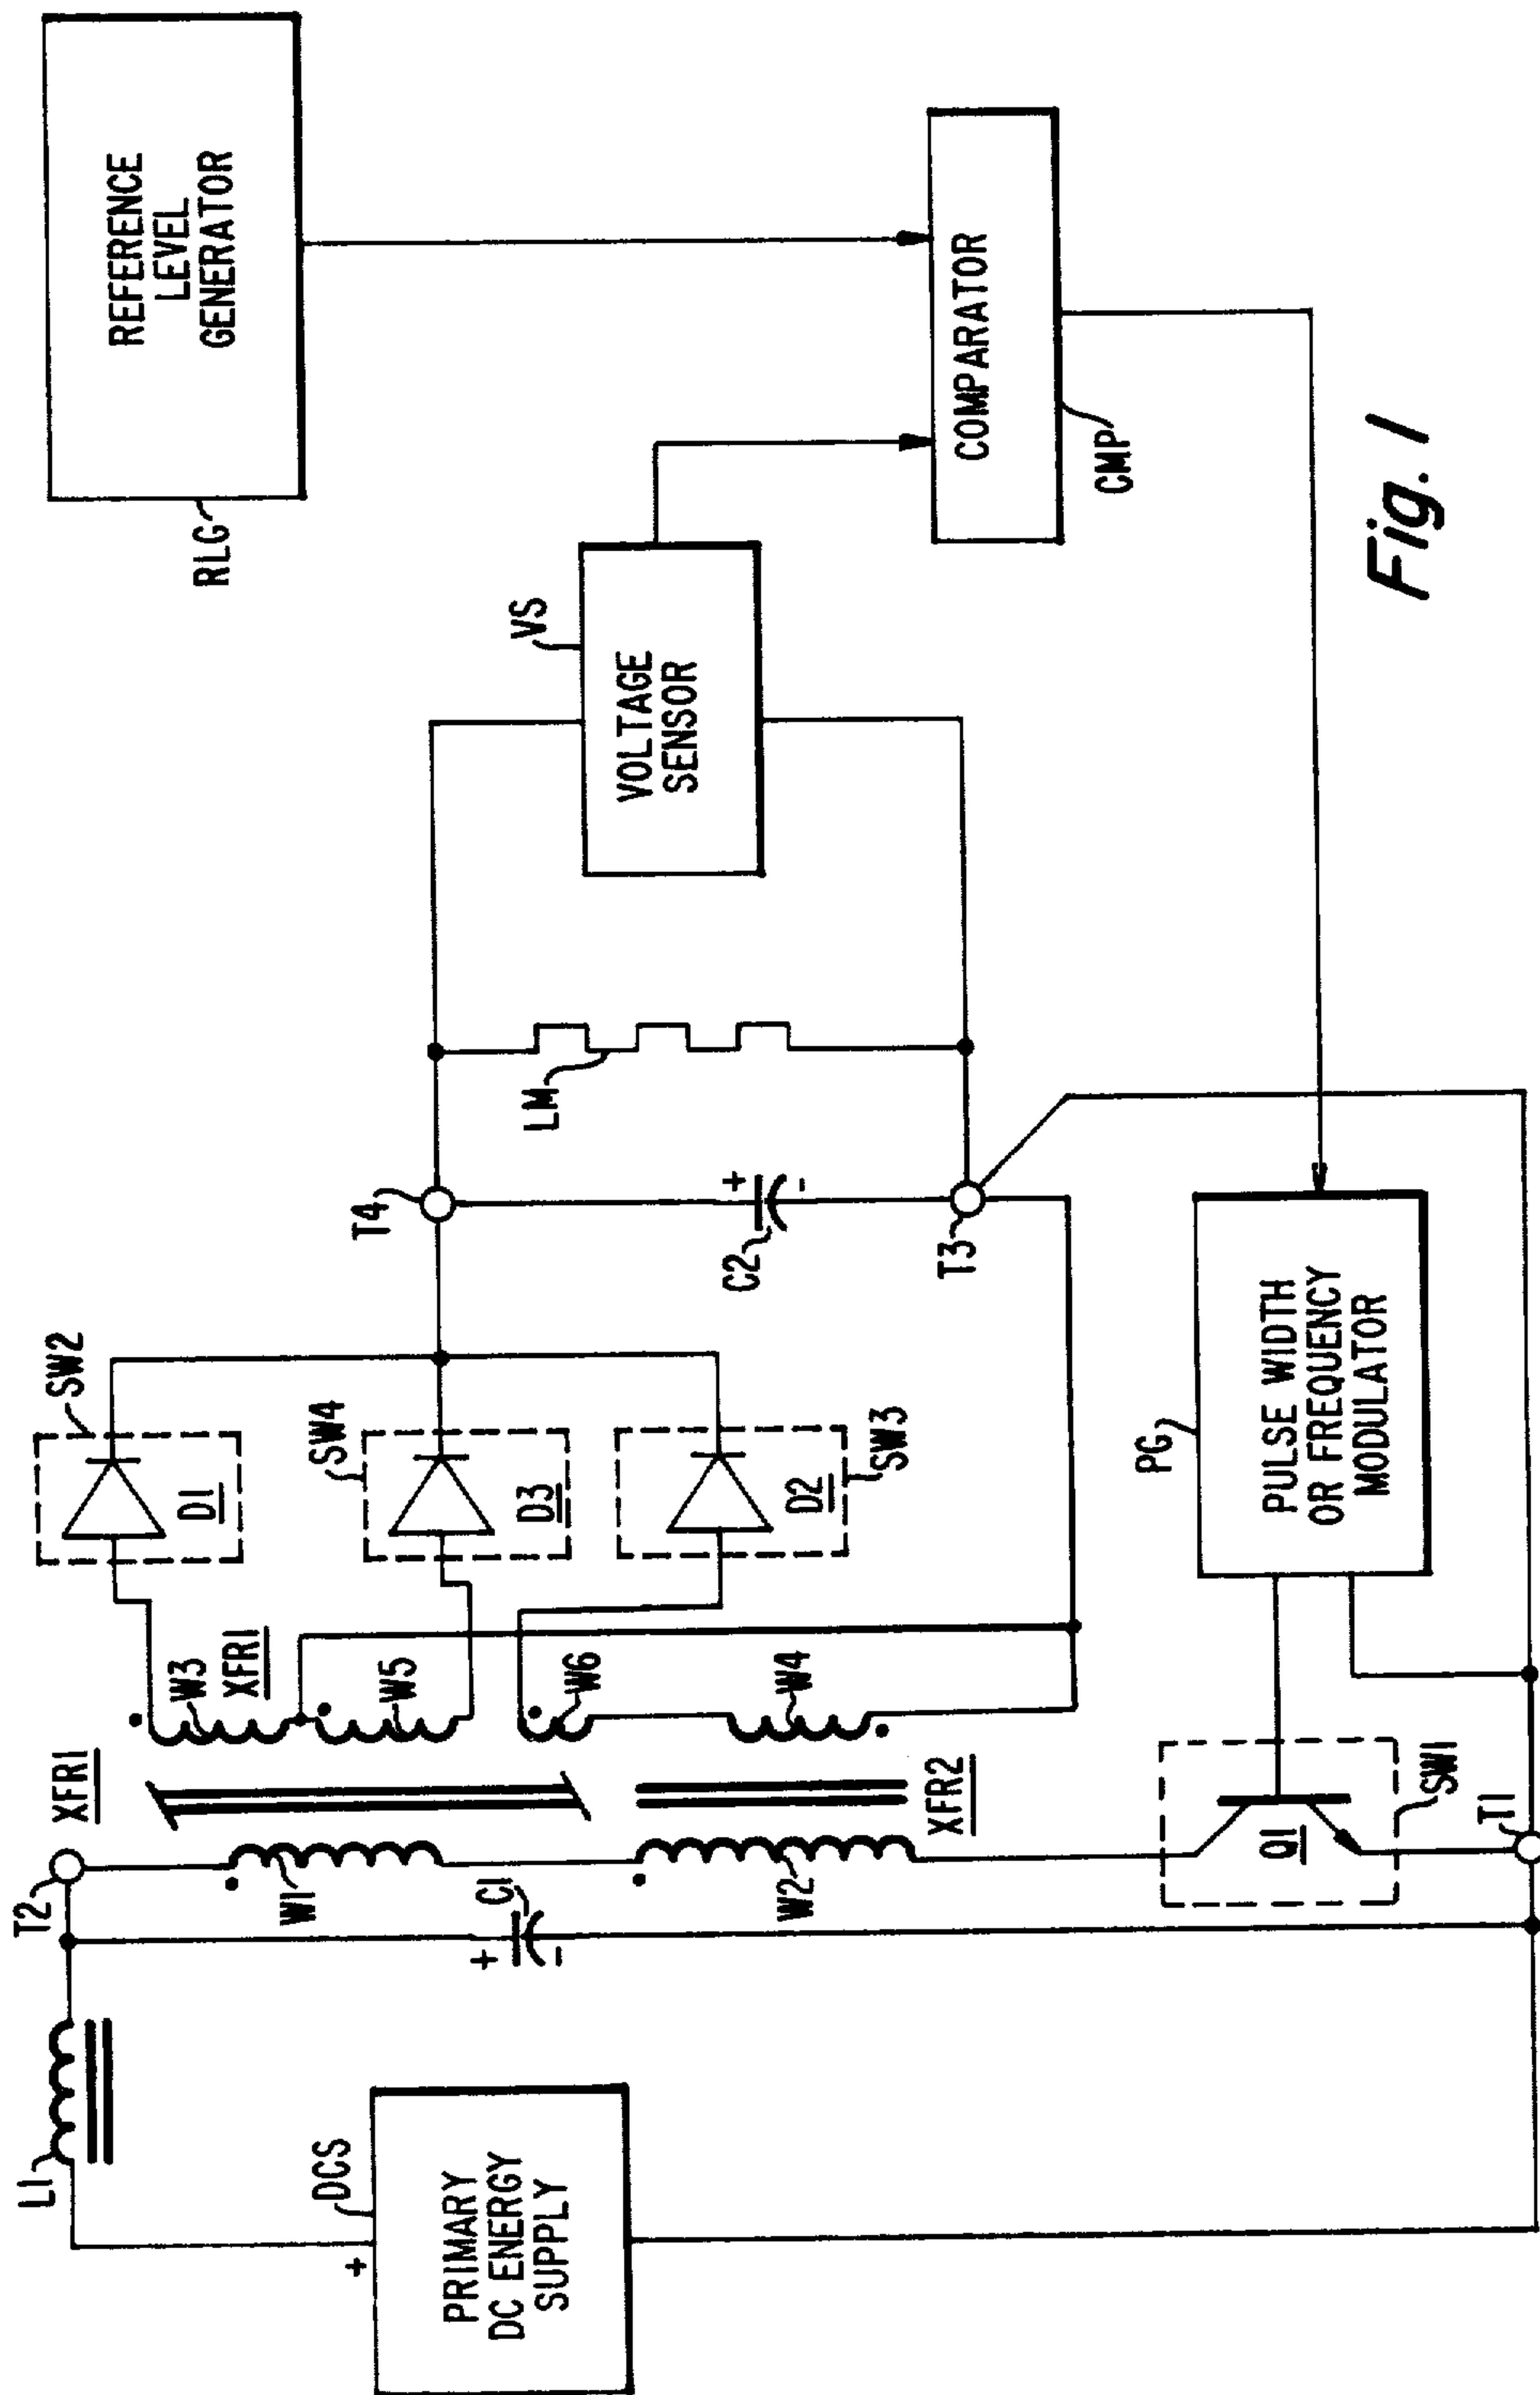 L1
T2
XFR1
W3
XFR1
SW2
D1
T4
RLG
REFERENCE
LEVEL
GENERATOR
+
DCS
PRIMARY
DC ENERGY
SUPPLY
W1
+
C1
-
W5
SW4
D3
W6
D2
SW3
LM
VS
VOLTAGE
SENSOR
W2
XFR2
W4
C2
+
-
T3
COMPARATOR
CMP
Q1
SW1
T1
PG
PULSE WIDTH
OR FREQUENCY
MODULATOR
Fig. 1